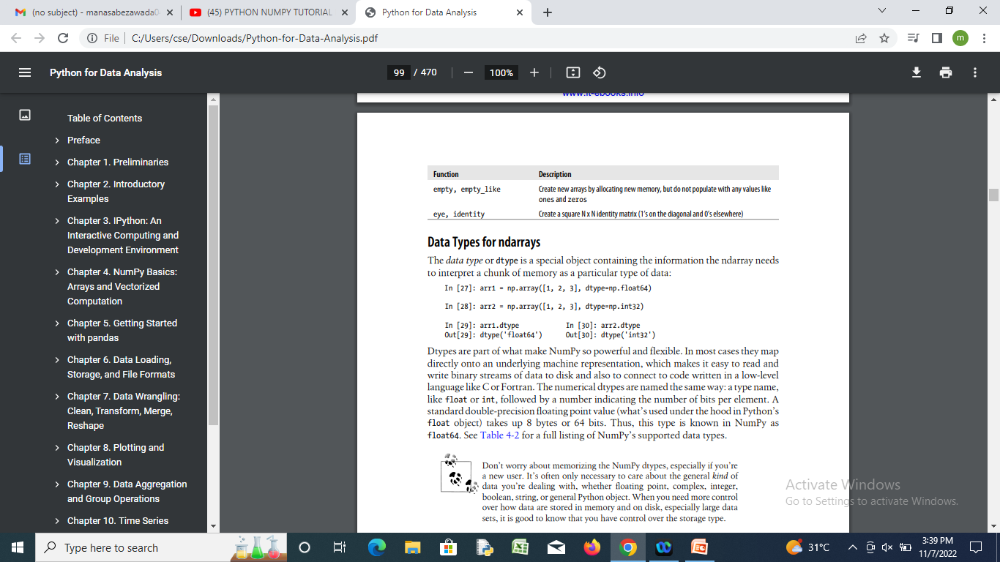 (no subject) - manasabezawada0
(45) PYTHON NUMPY TUTORIAL
Python for Data Analysis
File
C:/Users/cse/Downloads/Python-for-Data-Analysis.pdf
m
Python for Data Analysis
99 / 470
100%
Table of Contents
Preface
Chapter 1. Preliminaries
Chapter 2. Introductory
Examples
Chapter 3. IPython: An
Interactive Computing and
Development Environment
Chapter 4. NumPy Basics:
Arrays and Vectorized
Computation
Chapter 5. Getting Started
with pandas
Chapter 6. Data Loading,
Storage, and File Formats
Chapter 7. Data Wrangling:
Clean, Transform, Merge,
Reshape
Chapter 8. Plotting and
Visualization
Chapter 9. Data Aggregation
and Group Operations
Chapter 10. Time Series
www.it-ebooks.info
Function Description
empty, empty_like Create new arrays by allocating new memory, but do not populate with any values like
ones and zeros
eye, identity Create a square N x N identity matrix (1's on the diagonal and 0's elsewhere)
Data Types for ndarrays
The data type or dtype is a special object containing the information the ndarray needs
to interpret a chunk of memory as a particular type of data:
In [27]: arr1 = np.array([1, 2, 3], dtype=np.float64)
In [28]: arr2 = np.array([1, 2, 3], dtype=np.int32)
In [29]: arr1.dtype In [30]: arr2.dtype
Out[29]: dtype('float64') Out[30]: dtype('int32')
Dtypes are part of what make NumPy so powerful and flexible. In most cases they map
directly onto an underlying machine representation, which makes it easy to read and
write binary streams of data to disk and also to connect to code written in a low-level
language like C or Fortran. The numerical dtypes are named the same way: a type name,
like float or int, followed by a number indicating the number of bits per element. A
standard double-precision floating point value (what's used under the hood in Python's
float object) takes up 8 bytes or 64 bits. Thus, this type is known in NumPy as
float64. See Table 4-2 for a full listing of NumPy's supported data types.
Don't worry about memorizing the NumPy dtypes, especially if you're
a new user. It's often only necessary to care about the general kind of
data you're dealing with, whether floating point, complex, integer,
boolean, string, or general Python object. When you need more control
over how data are stored in memory and on disk, especially large data
sets, it is good to know that you have control over the storage type.
Activate Windows
Go to Settings to activate Windows.
Type here to search
31°C
3:39 PM
11/7/2022